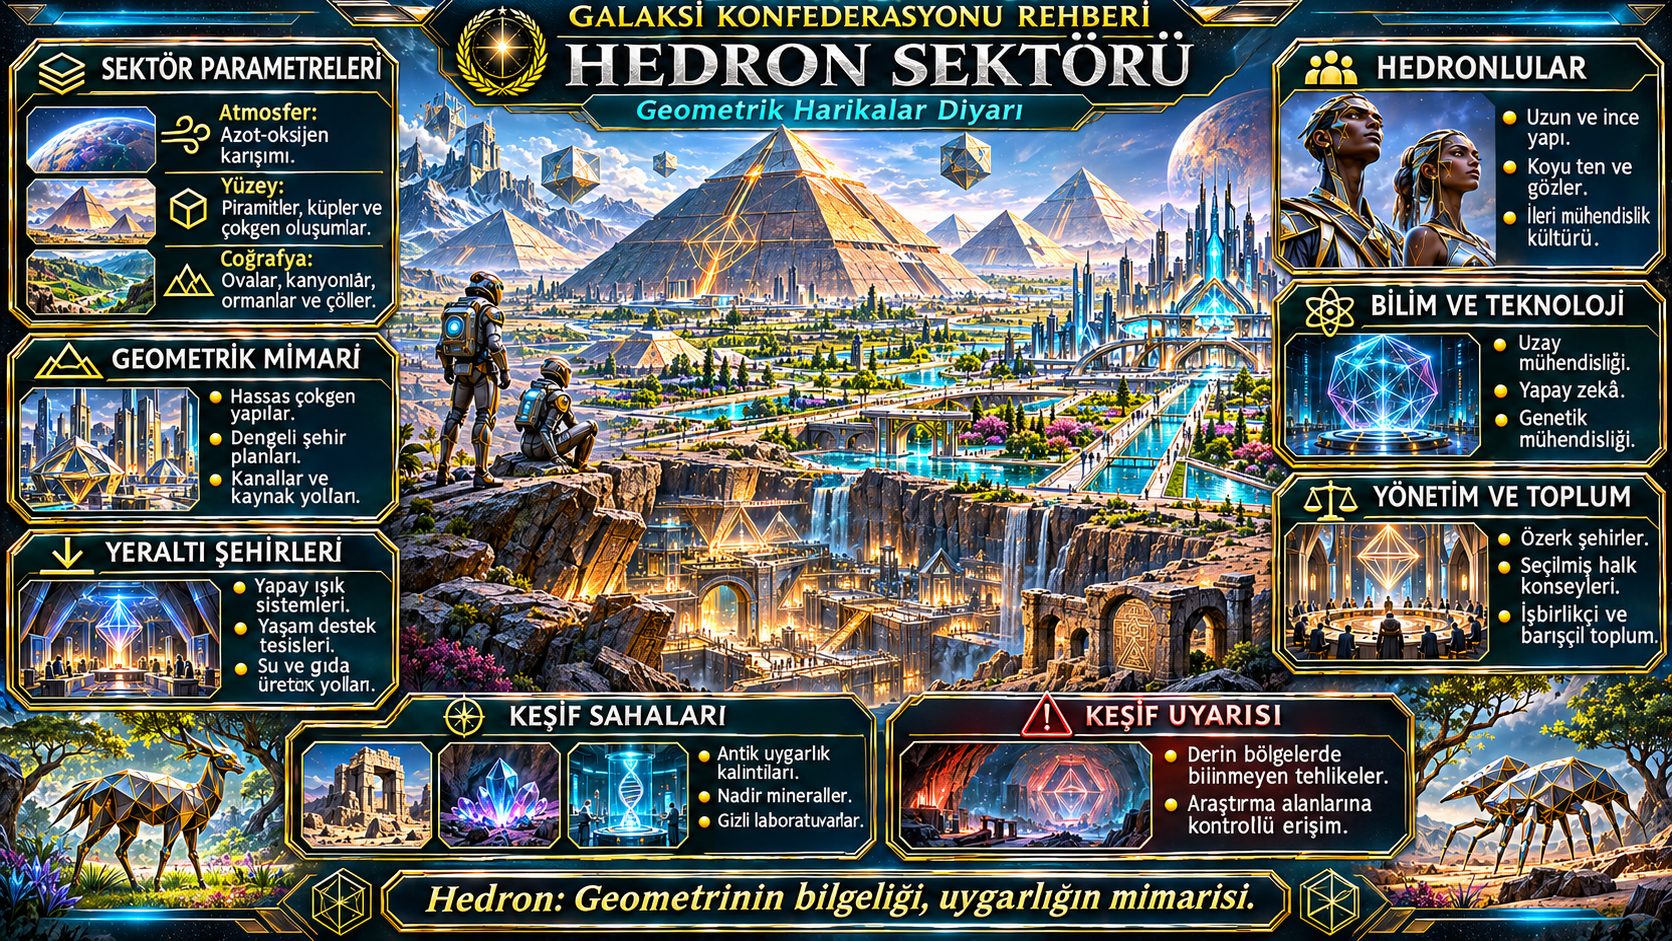 GALAKSİ KONFEDERASYONU REHBERİ
HEDRON SEKTÖRÜ
Geometrik Harikalar Diyarı
SEKTÖR PARAMETRELERİ
Atmosfer:
Azot-oksijen
karışımı.
Yüzey:
Piramitler, küpler ve
çokgen oluşumlar.
Coğrafya:
Ovalar, kanyonlar,
ormanlar ve çöller.
GEOMETRİK MİMARİ
Hassas çokgen
yapılar.
Dengeli şehir
planları.
Kanallar ve
kaynak yolları.
YERALTI ŞEHİRLERİ
Yapay ışık
sistemleri.
Yaşam destek
tesisleri.
Su ve gıda
yolları.
HEDRONLULAR
Uzun ve ince
yapı.
Koyu ten ve
gözler.
İleri mühendislik
kültürü.
BİLİM VE TEKNOLOJİ
Uzay
mühendisliği.
Yapay zekâ.
Genetik
mühendisliği.
YÖNETİM VE TOPLUM
Özerk şehirler.
Seçilmiş halk
konseyleri.
İşbirlikçi ve
barışçil toplum.
KEŞİF SAHALARI
Antik uygarlık
kalıntıları.
Nadir mineraller.
Gizli laboratuvarlar.
KEŞİF UYARISI
Derin bölgelerde
bilinmeyen tehlikeler.
Araştırma alanlarına
kontrollü erişim.
Hedron: Geometrinin bilgeliği, uygarlığın mimarisi.